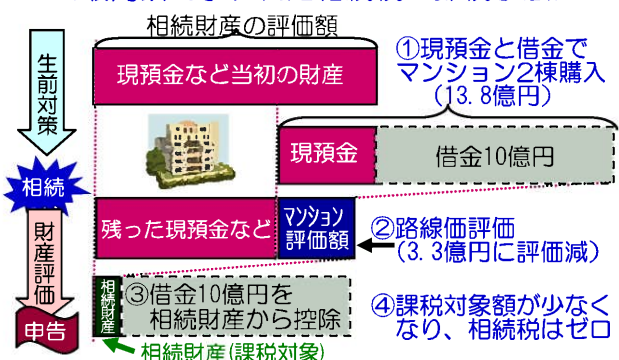 相続財産の評価額
生前対策
現預金など当初の財産
①現預金と借金で
マンション2棟購入
(13.8億円)
現預金
借金10億円
相続
残った現預金など
マンション
評価額
②路線価評価
(3.3億円に評価減)
財産評価
相続財産
③借金10億円を
相続財産から控除
④課税対象額が少なく
なり、相続税はゼロ
申告
相続財産(課税対象)